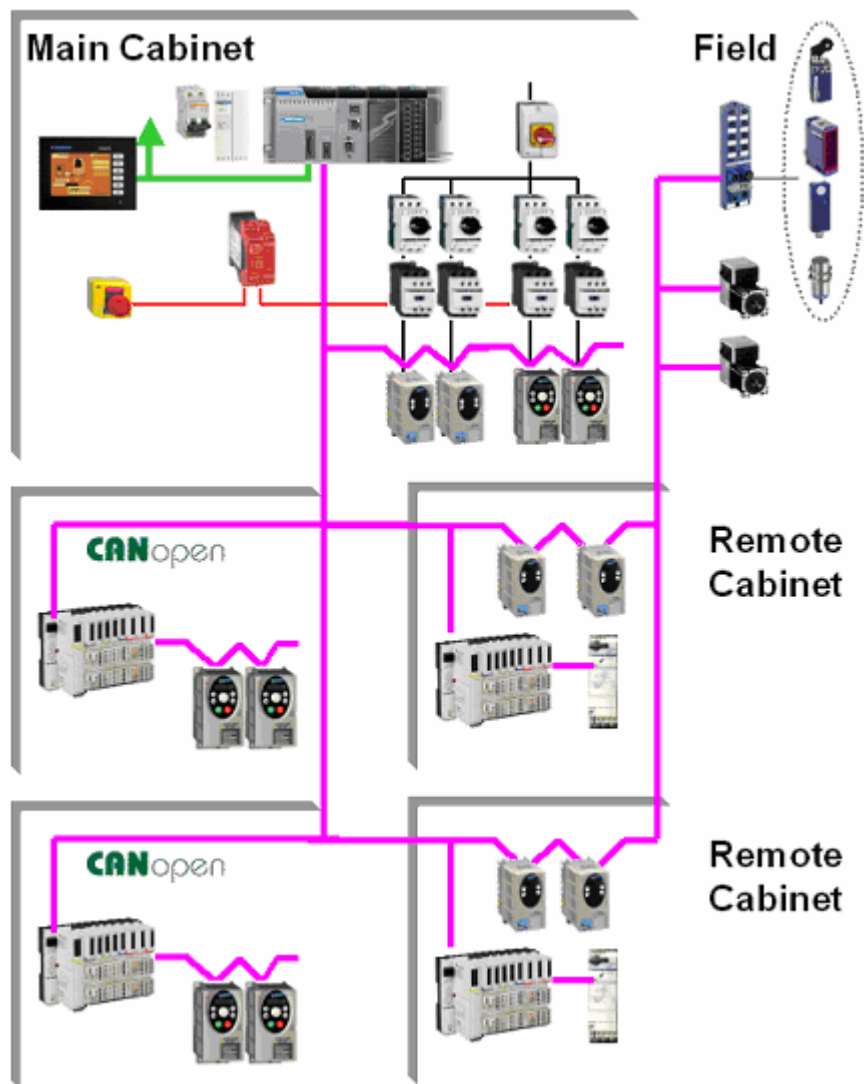 Main Cabinet
Field
CANopen
Remote
Cabinet
CANopen
Remote
Cabinet